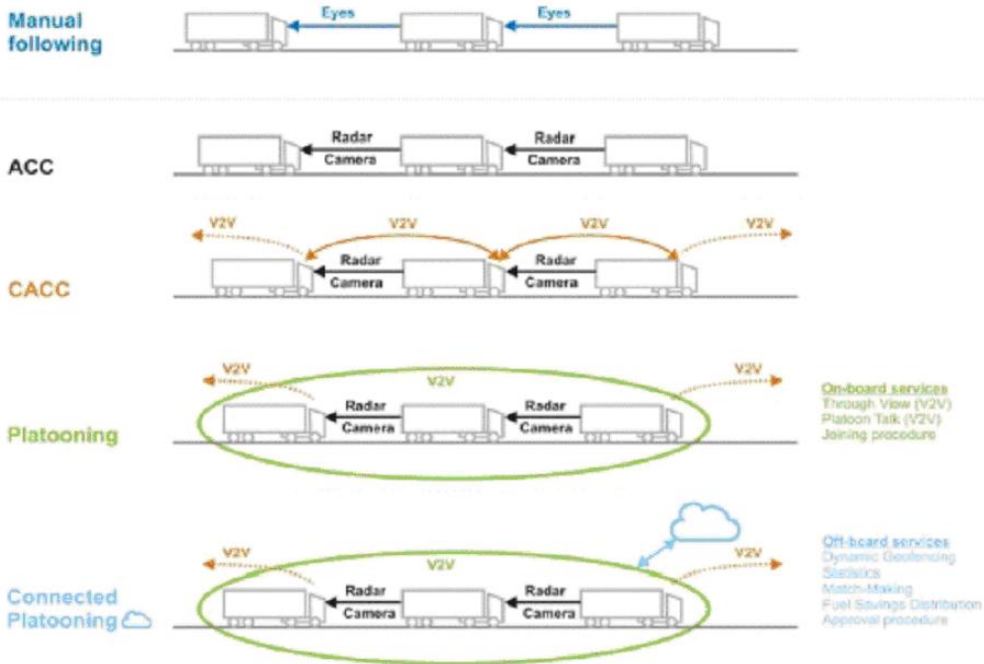 Manual
following
Eyes
Eyes
ACC
Radar
Camera
Radar
Camera
CACC
V2V
V2V
V2V
V2V
Radar
Camera
Radar
Camera
Platooning
V2V
V2V
V2V
Radar
Camera
Radar
Camera
On-board services
Through View (V2V)
Platoon Talk (V2V)
Joining procedure
Connected
Platooning
V2V
V2V
V2V
Radar
Camera
Radar
Camera
Off-board services
Dynamic Geofencing
Statistics
Match-Making
Fuel Savings Distribution
Approval procedure